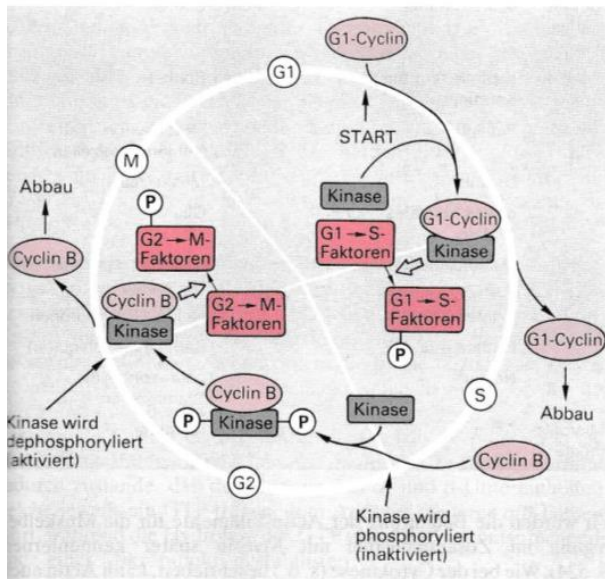 G1-Cyclin
G1
START
M
Abbau
Kinase
P
G1-Cyclin
Kinase
G2 → M-
Faktoren
G1 → S-
Faktoren
Cyclin B
Cyclin B
Kinase
G2 → M-
Faktoren
G1 → S-
Faktoren
P
G1-Cyclin
Abbau
S
Cyclin B
P
Kinase
P
Kinase
Kinase wird
dephosphoryliert
(aktiviert)
Cyclin B
G2
Kinase wird
phosphoryliert
(inaktiviert)